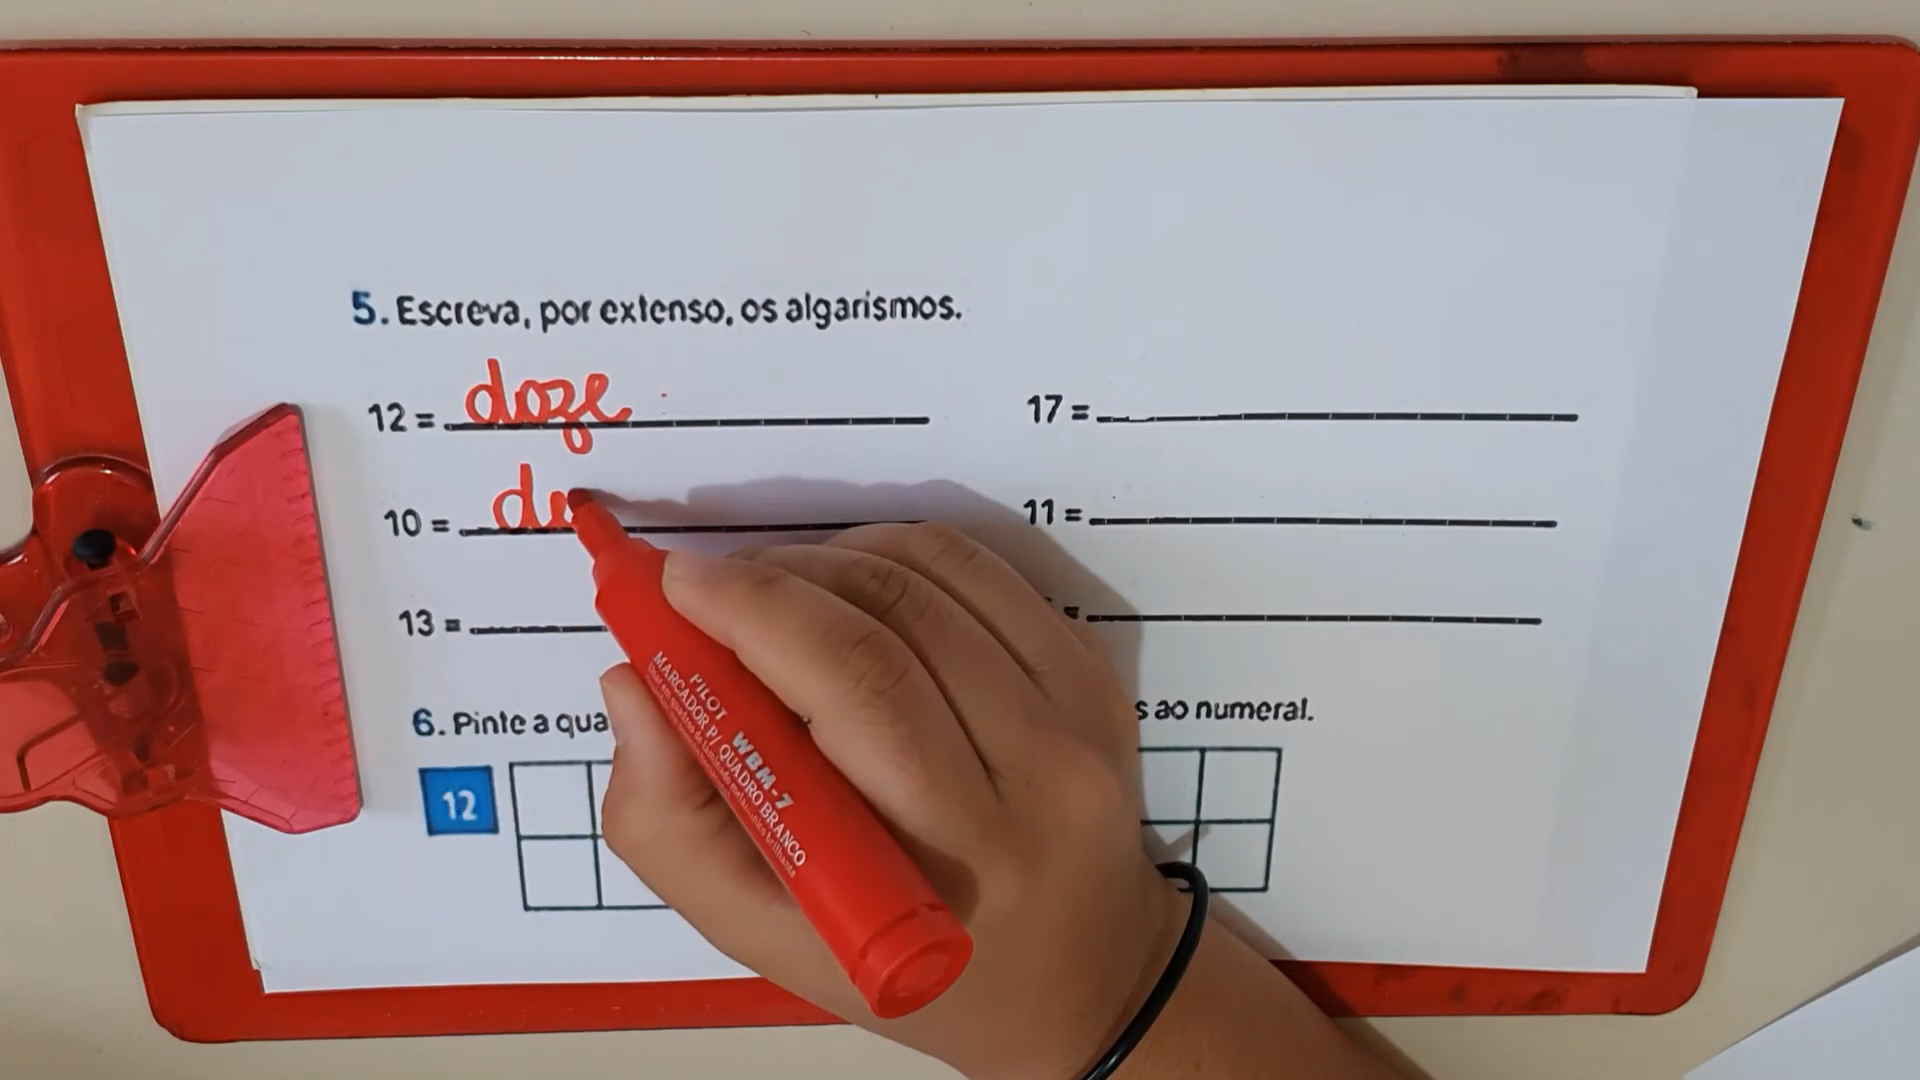 5. Escreva, por extenso, os algarismos.
12 = doze
17 =
10 = de
11 =
13 =
=
6. Pinte a qua
s ao numeral.
12
PILOT WBM-7
MARCADOR P/ QUADRO BRANCO